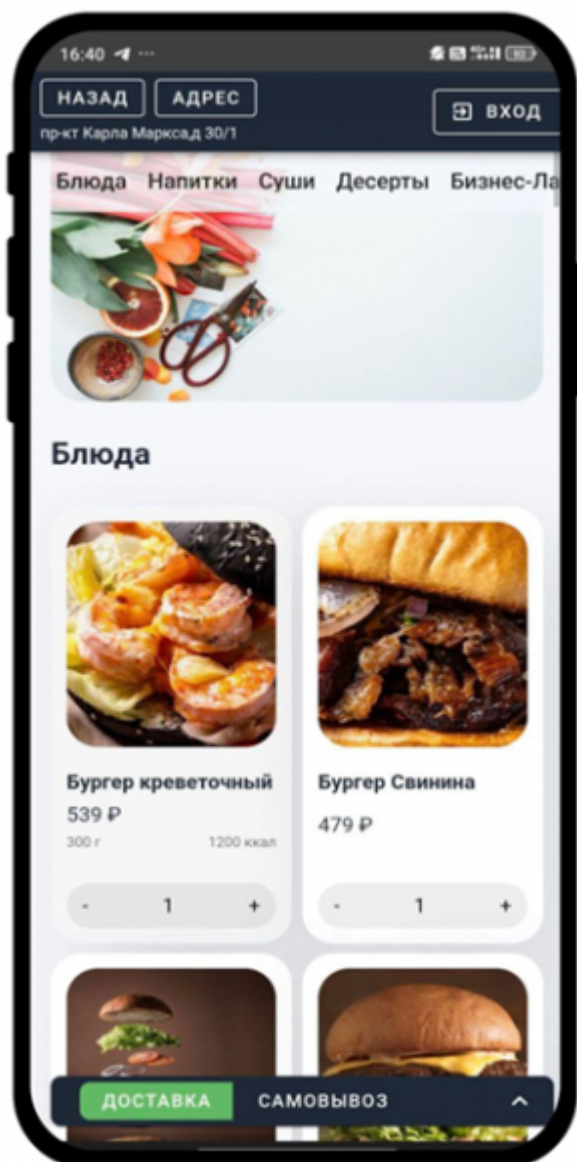 16:40
НАЗАД АДРЕС ВХОД
пр-кт Карла Маркса,д 30/1
Блюда Напитки Суши Десерты Бизнес-Ла
Блюда
Бургер креветочный
539 ₽
300 г 1200 ккал
- 1 +
Бургер Свинина
479 ₽
- 1 +
ДОСТАВКА САМОВЫВОЗ